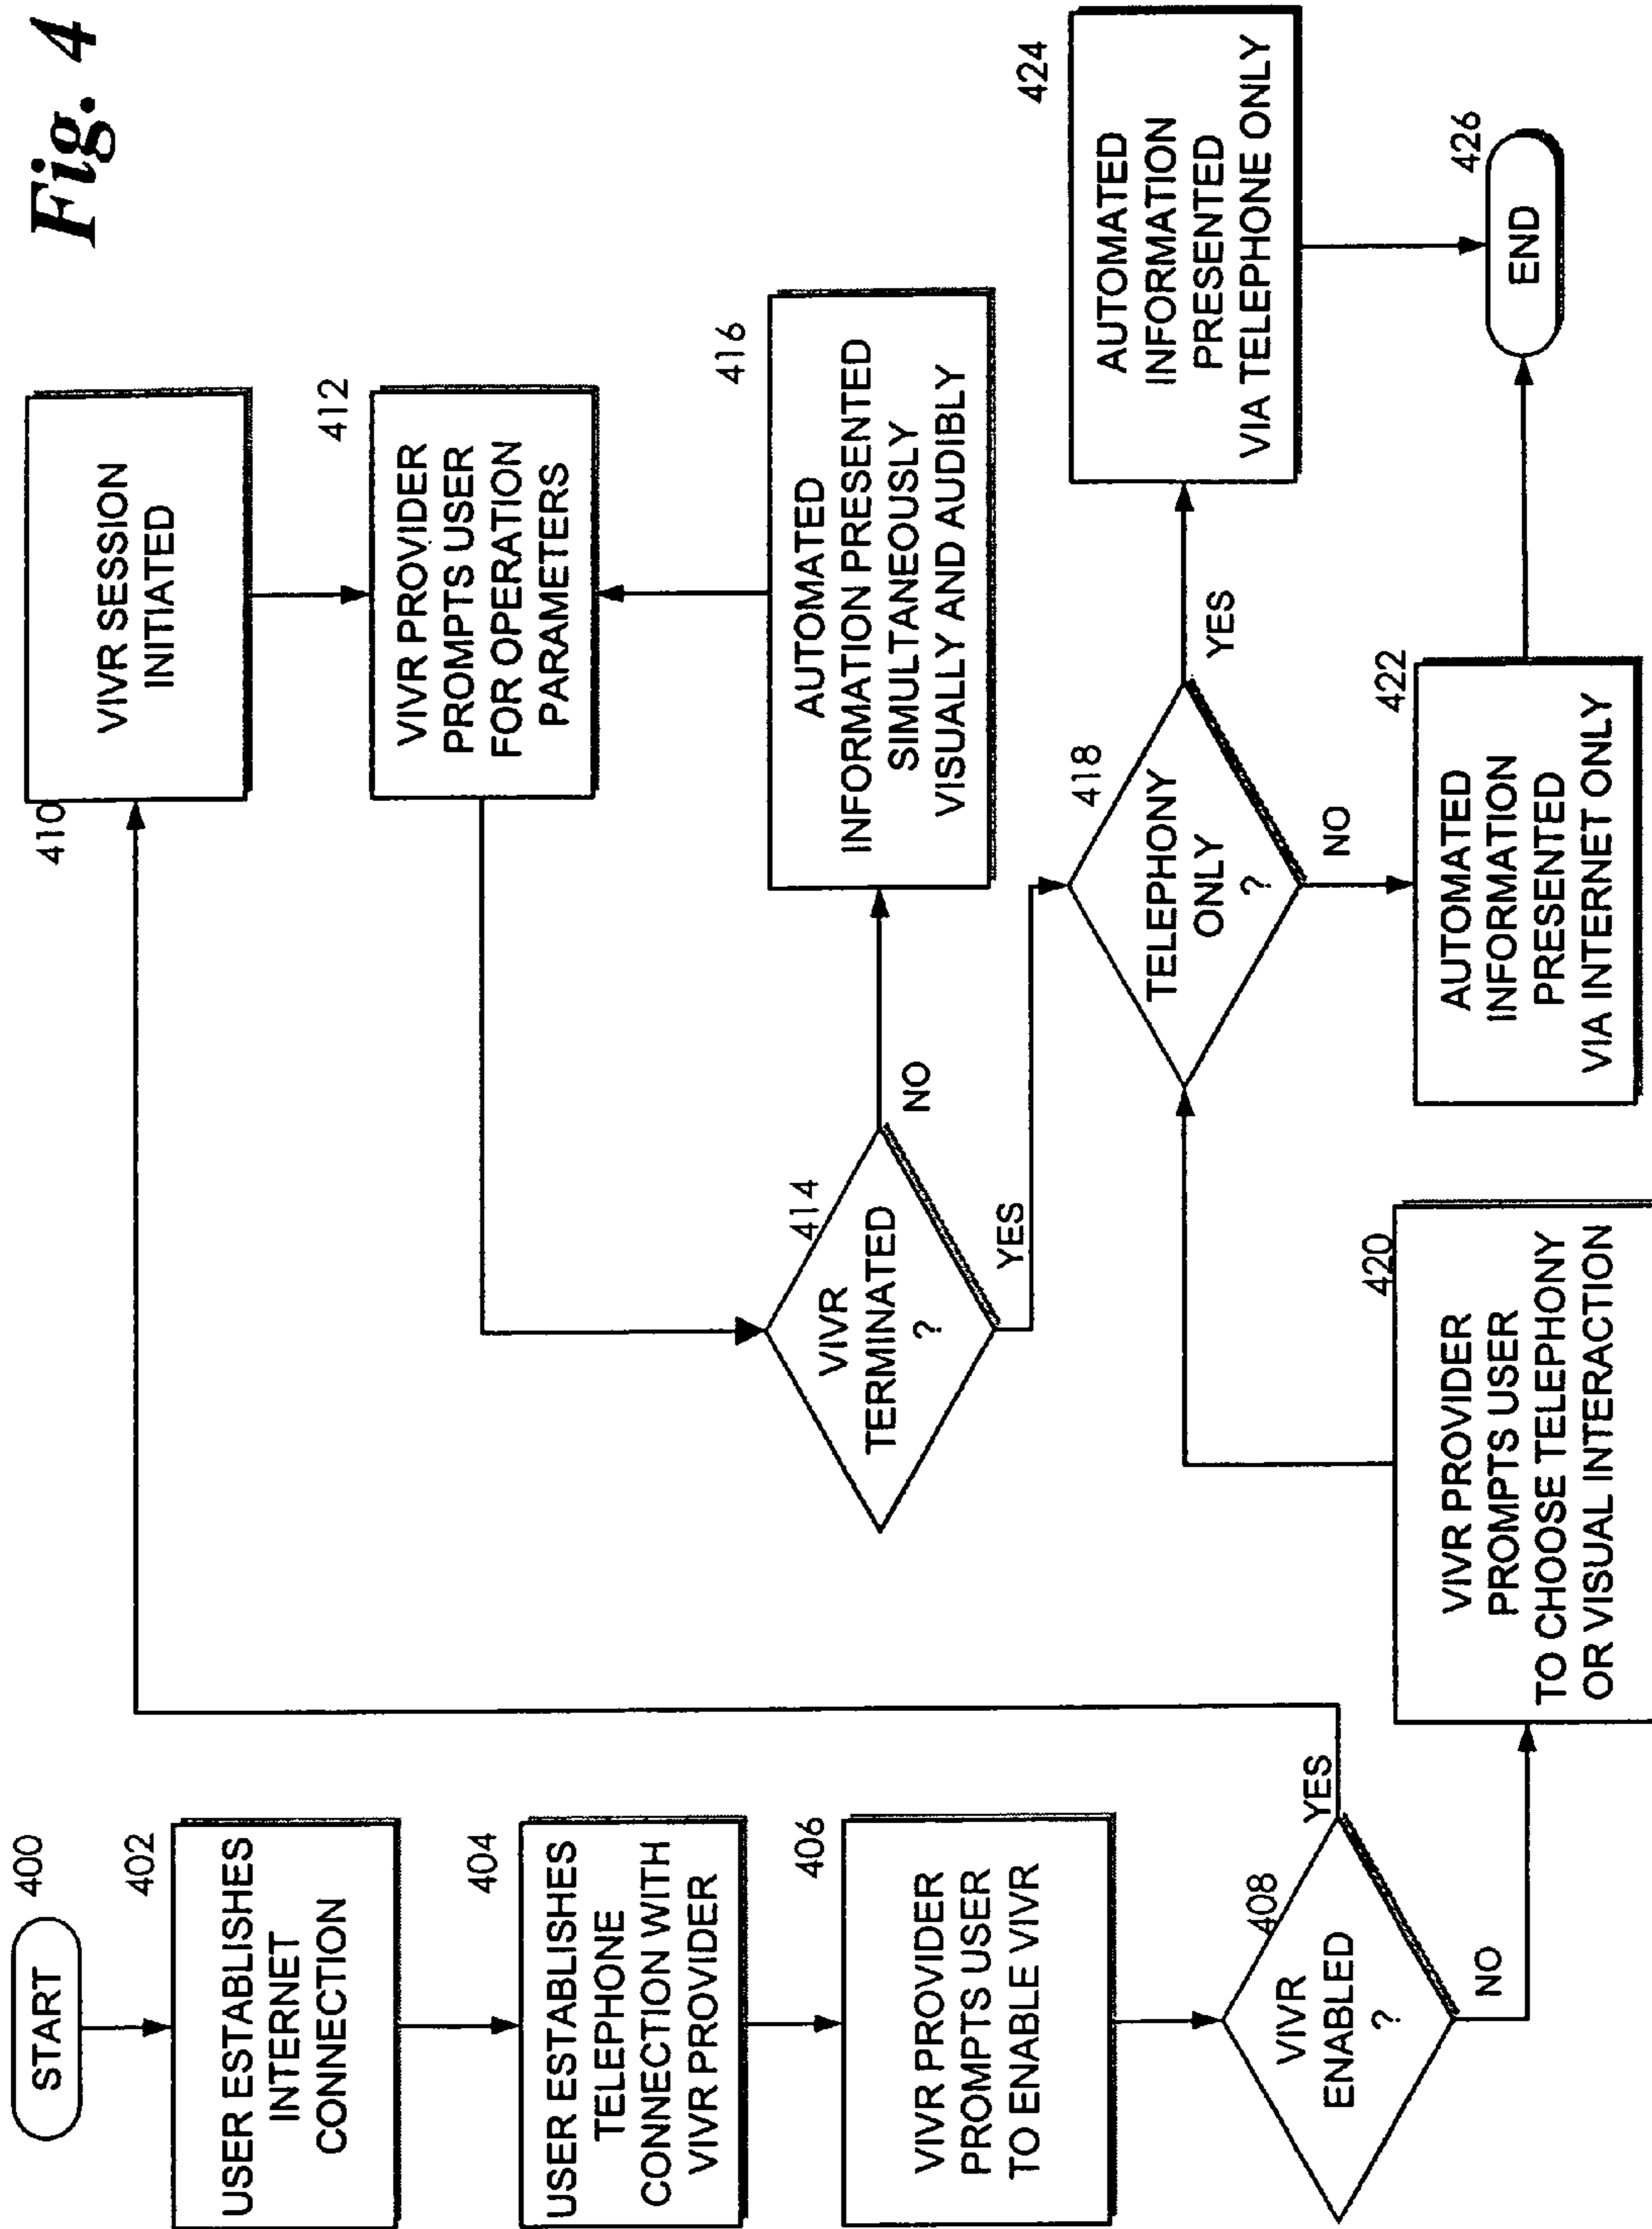 Fig. 4
START
400
402
USER ESTABLISHES
INTERNET
CONNECTION
404
USER ESTABLISHES
TELEPHONE
CONNECTION WITH
VIVR PROVIDER
406
VIVR PROVIDER
PROMPTS USER
TO ENABLE VIVR
408
VIVR
ENABLED
?
YES
NO
410
VIVR SESSION
INITIATED
412
VIVR PROVIDER
PROMPTS USER
FOR OPERATION
PARAMETERS
414
VIVR
TERMINATED
?
NO
YES
416
AUTOMATED
INFORMATION PRESENTED
SIMULTANEOUSLY
VISUALLY AND AUDIBLY
418
TELEPHONY
ONLY
?
YES
NO
420
VIVR PROVIDER
PROMPTS USER
TO CHOOSE TELEPHONY
OR VISUAL INTERACTION
422
AUTOMATED
INFORMATION
PRESENTED
VIA INTERNET ONLY
424
AUTOMATED
INFORMATION
PRESENTED
VIA TELEPHONE ONLY
426
END